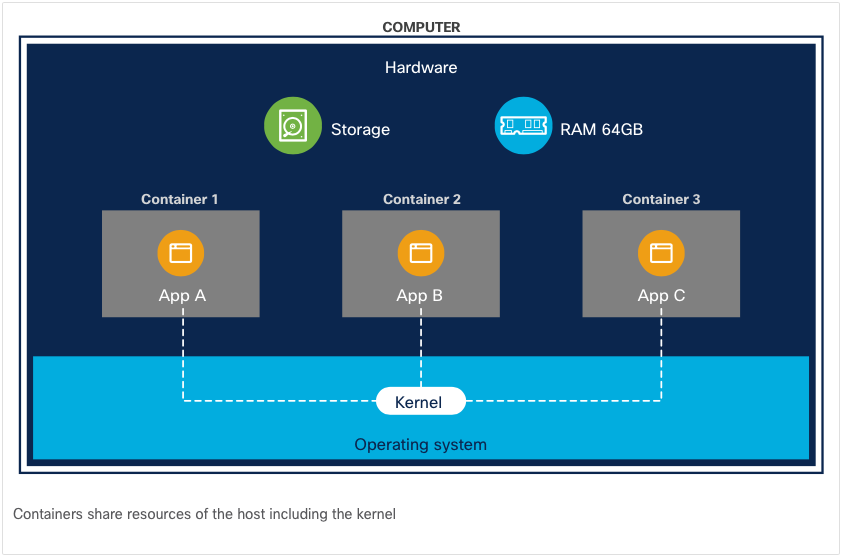 COMPUTER
Hardware
Storage
RAM 64GB
Container 1
Container 2
Container 3
App A
App B
App C
Kernel
Operating system
Containers share resources of the host including the kernel